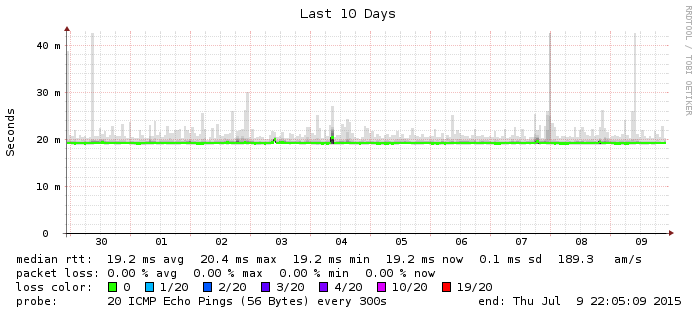 Last 10 Days
RRDTOOL / TOBI OETIKER
Seconds
40 m
30 m
20 m
10 m
0
30 01 02 03 04 05 06 07 08 09
median rtt: 19.2 ms avg 20.4 ms max 19.2 ms min 19.2 ms now 0.1 ms sd 189.3 am/s
packet loss: 0.00 % avg 0.00 % max 0.00 % min 0.00 % now
loss color: 0 1/20 2/20 3/20 4/20 10/20 19/20
probe: 20 ICMP Echo Pings (56 Bytes) every 300s end: Thu Jul 9 22:05:09 2015